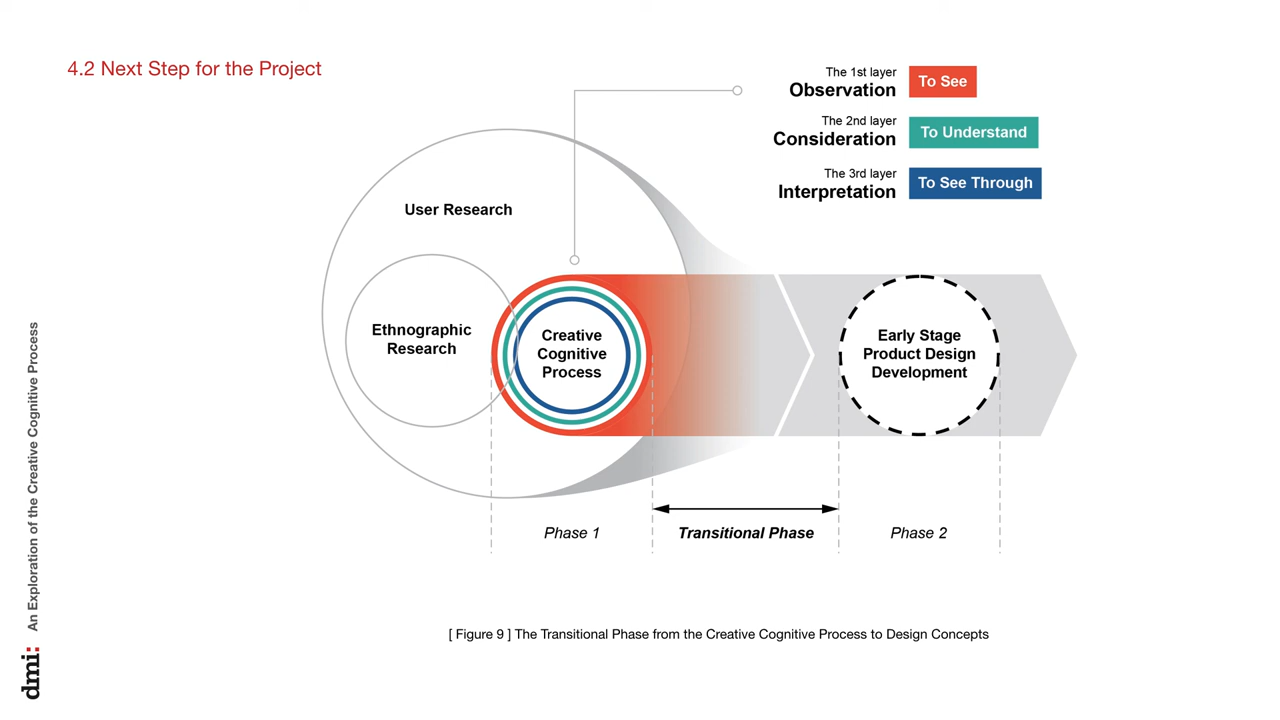 4.2 Next Step for the Project
The 1st layer
Observation
To See
The 2nd layer
Consideration
To Understand
The 3rd layer
Interpretation
To See Through
User Research
Ethnographic
Research
Creative
Cognitive
Process
Early Stage
Product Design
Development
Phase 1
Transitional Phase
Phase 2
[ Figure 9 ] The Transitional Phase from the Creative Cognitive Process to Design Concepts
An Exploration of the Creative Cognitive Process
dmi: